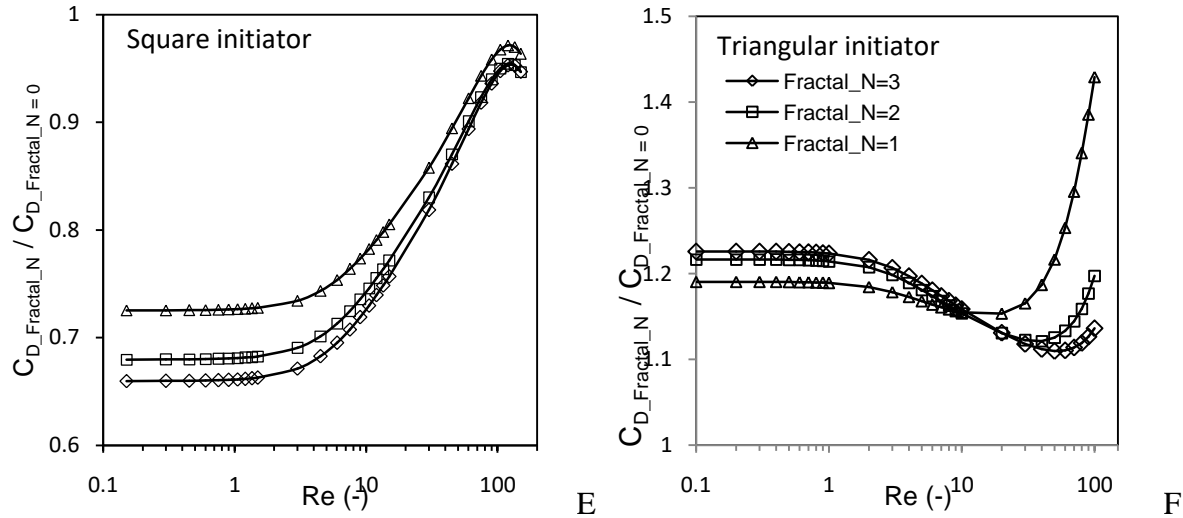 Square initiator
C_D_Fractal_N / C_D_Fractal_N = 0
1
0.9
0.8
0.7
0.6
0.1
1
10
100
Re (-)
E
Triangular initiator
Fractal_N=3
Fractal_N=2
Fractal_N=1
C_D_Fractal_N / C_D_Fractal_N = 0
1.5
1.4
1.3
1.2
1.1
1
0.1
1
10
100
Re (-)
F